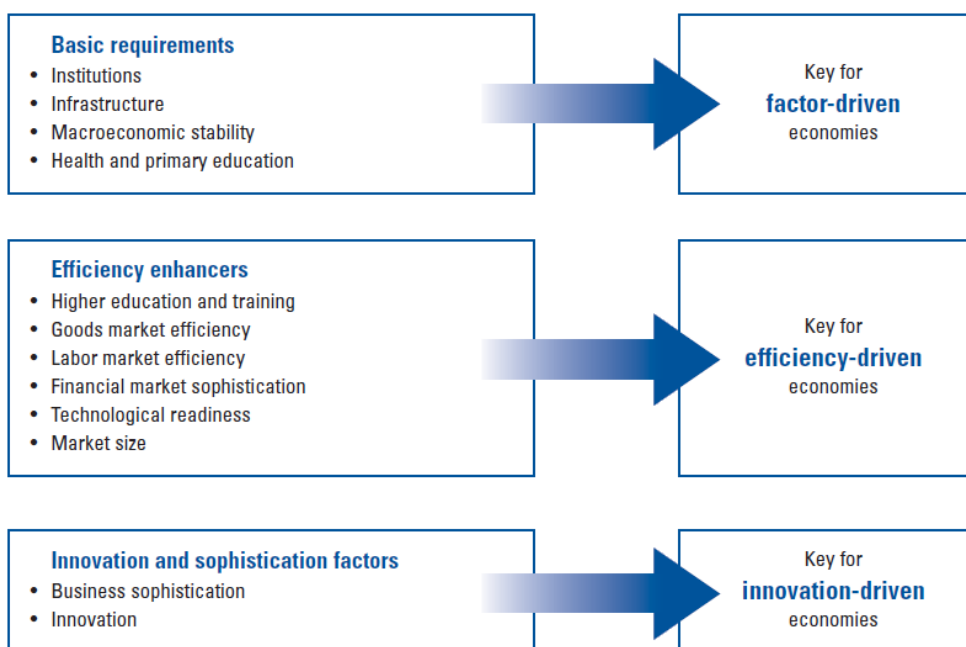 Basic requirements
• Institutions
• Infrastructure
• Macroeconomic stability
• Health and primary education
Key for
factor-driven
economies
Efficiency enhancers
• Higher education and training
• Goods market efficiency
• Labor market efficiency
• Financial market sophistication
• Technological readiness
• Market size
Key for
efficiency-driven
economies
Innovation and sophistication factors
• Business sophistication
• Innovation
Key for
innovation-driven
economies